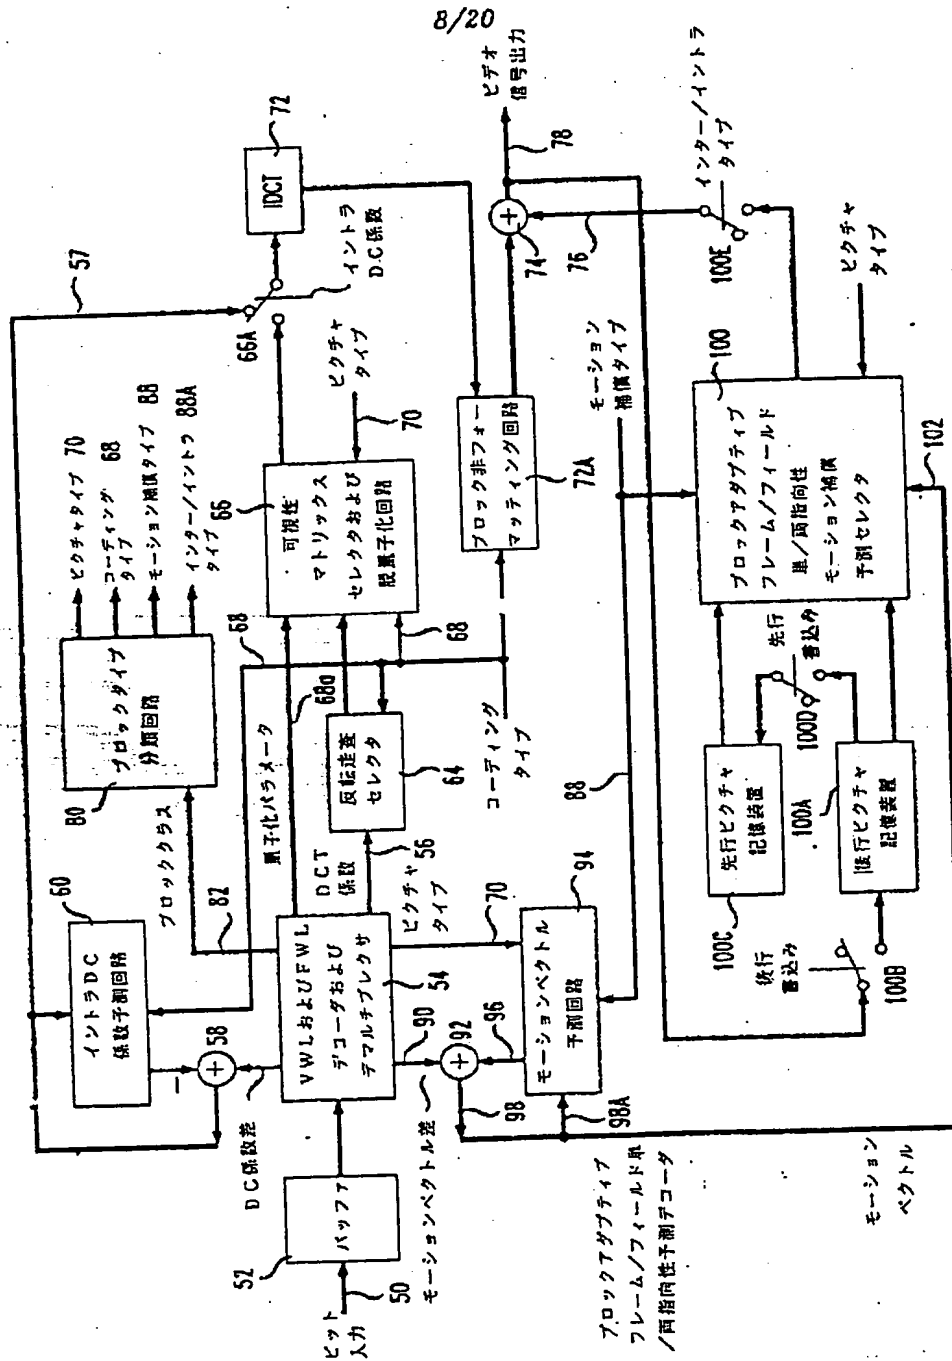 8/20
ビット
入力
50
52
バッファ
DC係数差
モーションベクトル差
VWLおよびFWL
デコーダおよび
デマルチプレクサ
54
イントラDC
係数予測回路
60
58
+
−
57
82
ブロッククラス
80
ブロックタイプ
分類回路
ピクチャタイプ 70
コーディング
タイプ 68
モーション補償タイプ 88
インター/イントラ
タイプ 88A
量子化パラメータ
68a
DCT
係数
56
反転走査
セレクタ
64
コーディング
タイプ
68
68
66
可視性
マトリックス
セレクタおよび
脱量子化回路
ピクチャ
タイプ
70
66A
イントラ
D.C係数
IDCT
72
ブロック非フォー
マッティング回路
72A
74
+
76
78
ビデオ
信号出力
ピクチャ
タイプ
70
90
92
+
96
98
98A
モーションベクトル
予測回路
94
88
モーション
補償タイプ
ブロックアダプティブ
フレーム/フィールド単
/両指向性予測デコーダ
モーション
ベクトル
後行
書込み
100B
100C
先行ピクチャ
記憶装置
100A
後行ピクチャ
記憶装置
100D
先行
書込み
ブロックアダプティブ
フレーム/フィールド
単/両指向性
モーション補償
予測セレクタ
100
102
ピクチャ
タイプ
100E
インター/イントラ
タイプ